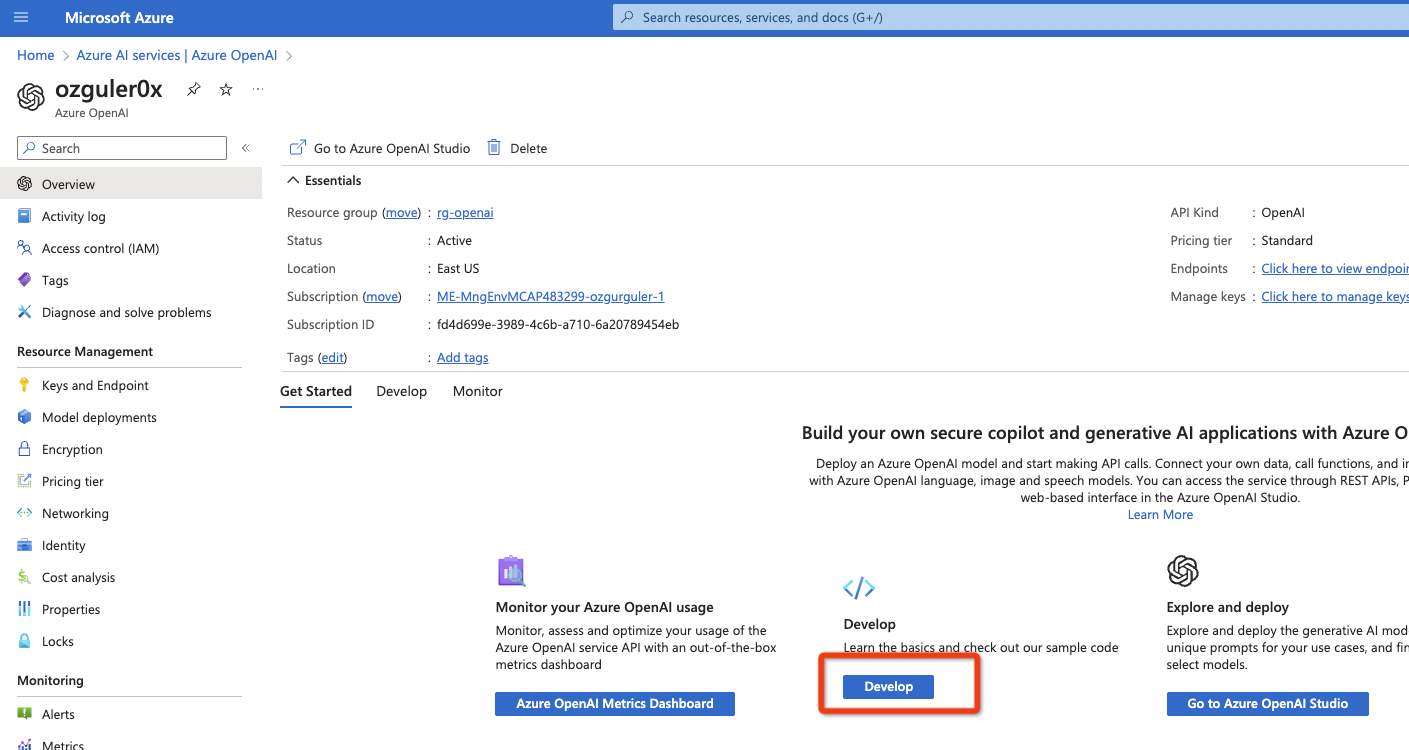 Microsoft Azure
Search resources, services, and docs (G+/)
Home > Azure AI services | Azure OpenAI >
ozguler0x
...
Azure OpenAI
Search
«
Overview
Activity log
Access control (IAM)
Tags
Diagnose and solve problems
Resource Management
Keys and Endpoint
Model deployments
Encryption
Pricing tier
Networking
Identity
Cost analysis
Properties
Locks
Monitoring
Alerts
Metrics
Go to Azure OpenAI Studio
Delete
Essentials
Resource group (move) : rg-openai
Status : Active
Location : East US
Subscription (move) : ME-MngEnvMCAP483299-ozgurguler-1
Subscription ID : fd4d699e-3989-4c6b-a710-6a20789454eb
Tags (edit) : Add tags
API Kind : OpenAI
Pricing tier : Standard
Endpoints : Click here to view endpoin
Manage keys : Click here to manage keys
Get Started
Develop
Monitor
Build your own secure copilot and generative AI applications with Azure O
Deploy an Azure OpenAI model and start making API calls. Connect your own data, call functions, and i
with Azure OpenAI language, image and speech models. You can access the service through REST APIs, P
web-based interface in the Azure OpenAI Studio.
Learn More
Monitor your Azure OpenAI usage
Monitor, assess and optimize your usage of the
Azure OpenAI service API with an out-of-the-box
metrics dashboard
Azure OpenAI Metrics Dashboard
</>
Develop
Learn the basics and check out our sample code
Develop
Explore and deploy
Explore and deploy the generative AI mod
unique prompts for your use cases, and fin
select models.
Go to Azure OpenAI Studio